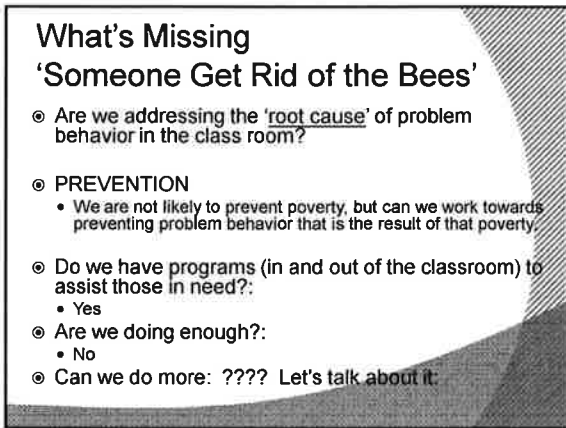 What's Missing
'Someone Get Rid of the Bees'
Are we addressing the 'root cause' of problem
behavior in the class room?
PREVENTION
• We are not likely to prevent poverty, but can we work towards
preventing problem behavior that is the result of that poverty.
Do we have programs (in and out of the classroom) to
assist those in need?:
• Yes
Are we doing enough?:
• No
Can we do more: ???? Let's talk about it: